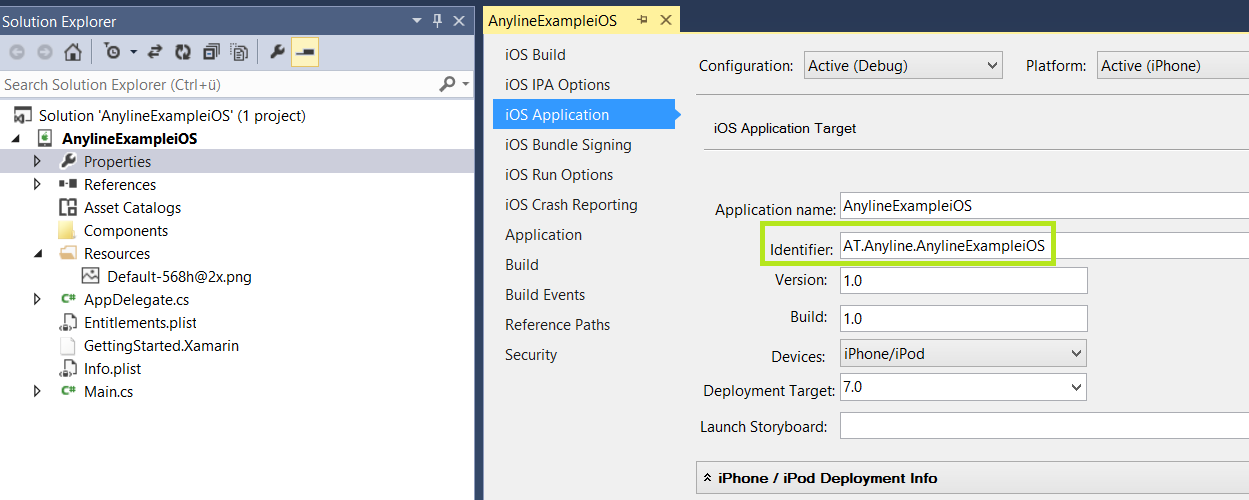 Solution Explorer
Search Solution Explorer (Ctrl+ü)
Solution 'AnylineExampleiOS' (1 project)
AnylineExampleiOS
Properties
References
Asset Catalogs
Components
Resources
Default-568h@2x.png
C# AppDelegate.cs
Entitlements.plist
GettingStarted.Xamarin
Info.plist
C# Main.cs
AnylineExampleiOS
iOS Build
iOS IPA Options
iOS Application
iOS Bundle Signing
iOS Run Options
iOS Crash Reporting
Application
Build
Build Events
Reference Paths
Security
Configuration: Active (Debug) Platform: Active (iPhone)
iOS Application Target
Application name: AnylineExampleiOS
Identifier: AT.Anyline.AnylineExampleiOS
Version: 1.0
Build: 1.0
Devices: iPhone/iPod
Deployment Target: 7.0
Launch Storyboard:
iPhone / iPod Deployment Info